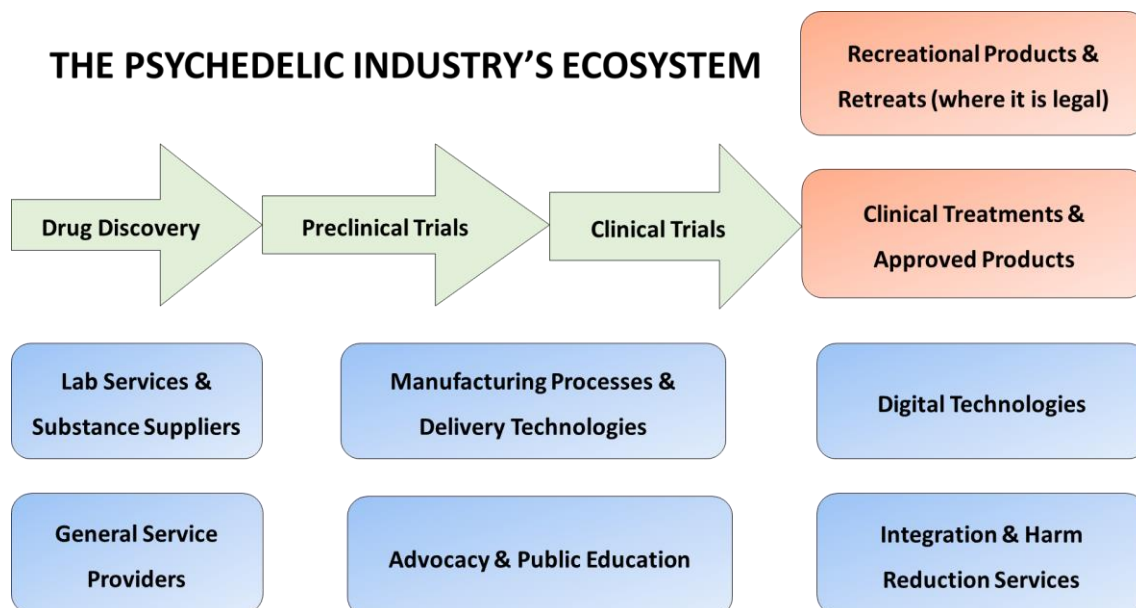 THE PSYCHEDELIC INDUSTRY'S ECOSYSTEM
Recreational Products &
Retreats (where it is legal)
Drug Discovery
Preclinical Trials
Clinical Trials
Clinical Treatments &
Approved Products
Lab Services &
Substance Suppliers
Manufacturing Processes &
Delivery Technologies
Digital Technologies
General Service
Providers
Advocacy & Public Education
Integration & Harm
Reduction Services